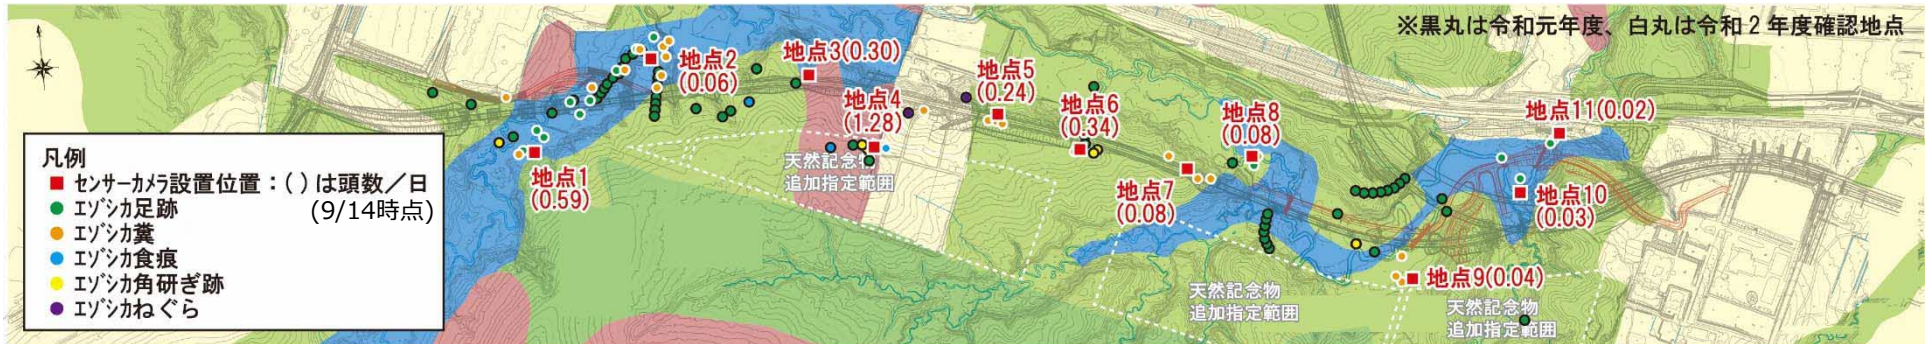 ※黒丸は令和元年度、白丸は令和２年度確認地点
地点2
(0.06)
地点3(0.30)
地点4
(1.28)
地点5
(0.24)
地点6
(0.34)
地点8
(0.08)
地点11(0.02)
地点1
(0.59)
地点7
(0.08)
地点10
(0.03)
地点9(0.04)
天然記念物
追加指定範囲
天然記念物
追加指定範囲
天然記念物
追加指定範囲
凡例
センサーカメラ設置位置：( ) は頭数／日
(9/14時点)
エゾシカ足跡
エゾシカ糞
エゾシカ食痕
エゾシカ角研ぎ跡
エゾシカねぐら